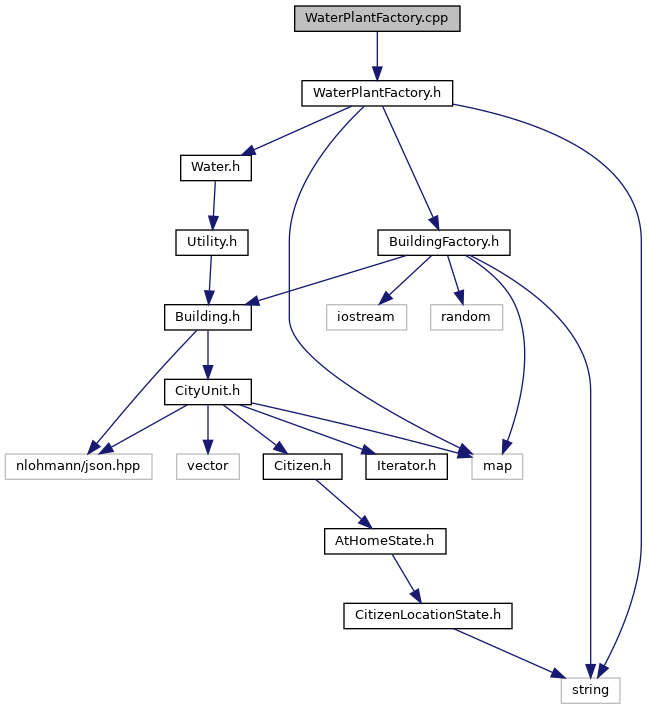 WaterPlantFactory.cpp
WaterPlantFactory.h
Water.h
Utility.h
BuildingFactory.h
Building.h
iostream
random
CityUnit.h
nlohmann/json.hpp
vector
Citizen.h
Iterator.h
map
AtHomeState.h
CitizenLocationState.h
string